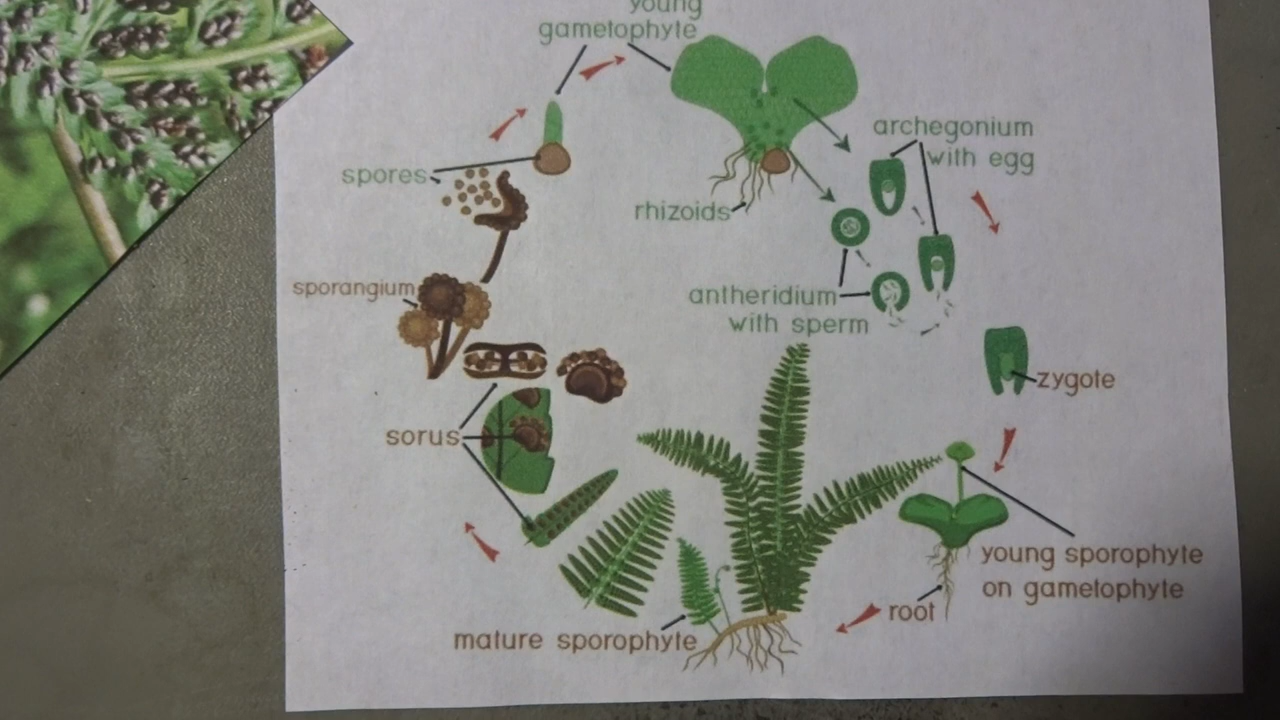 young
gametophyte
archegonium
with egg
spores
rhizoids
sporangium
antheridium
with sperm
zygote
sorus
young sporophyte
on gametophyte
root
mature sporophyte